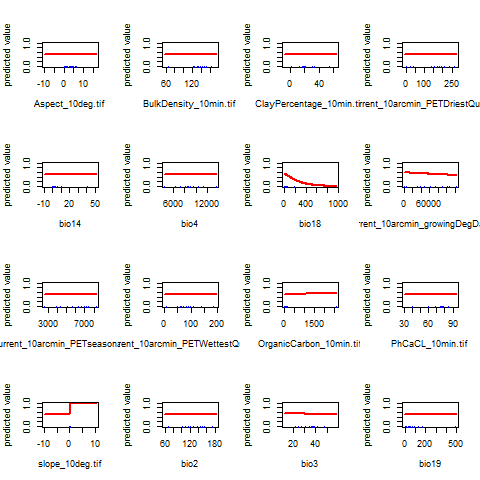 predicted value 0.0 1.0 -10 0 5 15 Aspect_10deg.tif
predicted value 0.0 1.0 60 120 BulkDensity_10min.tif
predicted value 0.0 1.0 0 40 ClayPercentage_10min.tif
predicted value 0.0 1.0 0 100 250 rrent_10arcmin_PETDriestQu
predicted value 0.0 1.0 -10 20 50 bio14
predicted value 0.0 1.0 6000 12000 bio4
predicted value 0.0 1.0 0 400 1000 bio18
predicted value 0.0 1.0 0 60000 rrent_10arcmin_growingDegD
predicted value 0.0 1.0 3000 7000 urrent_10arcmin_PETseason
predicted value 0.0 1.0 0 100 200 rent_10arcmin_PETWettestQ
predicted value 0.0 1.0 0 1500 OrganicCarbon_10min.tif
predicted value 0.0 1.0 30 60 90 PhCaCL_10min.tif
predicted value 0.0 1.0 -10 0 10 slope_10deg.tif
predicted value 0.0 1.0 60 120 180 bio2
predicted value 0.0 1.0 20 40 bio3
predicted value 0.0 1.0 0 200 500 bio19